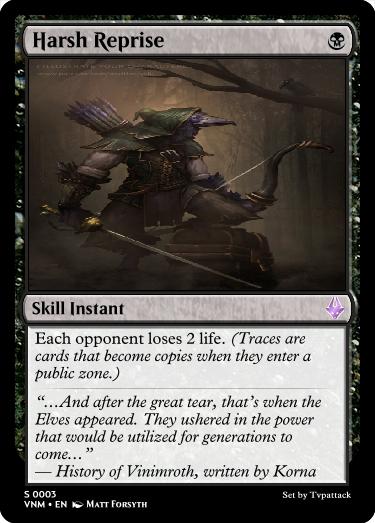 Harsh Reprise
Skill Instant
Each opponent loses 2 life. (Traces are
cards that become copies when they enter a
public zone.)
“...And after the great tear, that's when the
Elves appeared. They ushered in the power
that would be utilized for generations to
come...”
— History of Vinimroth, written by Korna
S 0003
Set by Tvpattack
VNM • EN Matt Forsyth